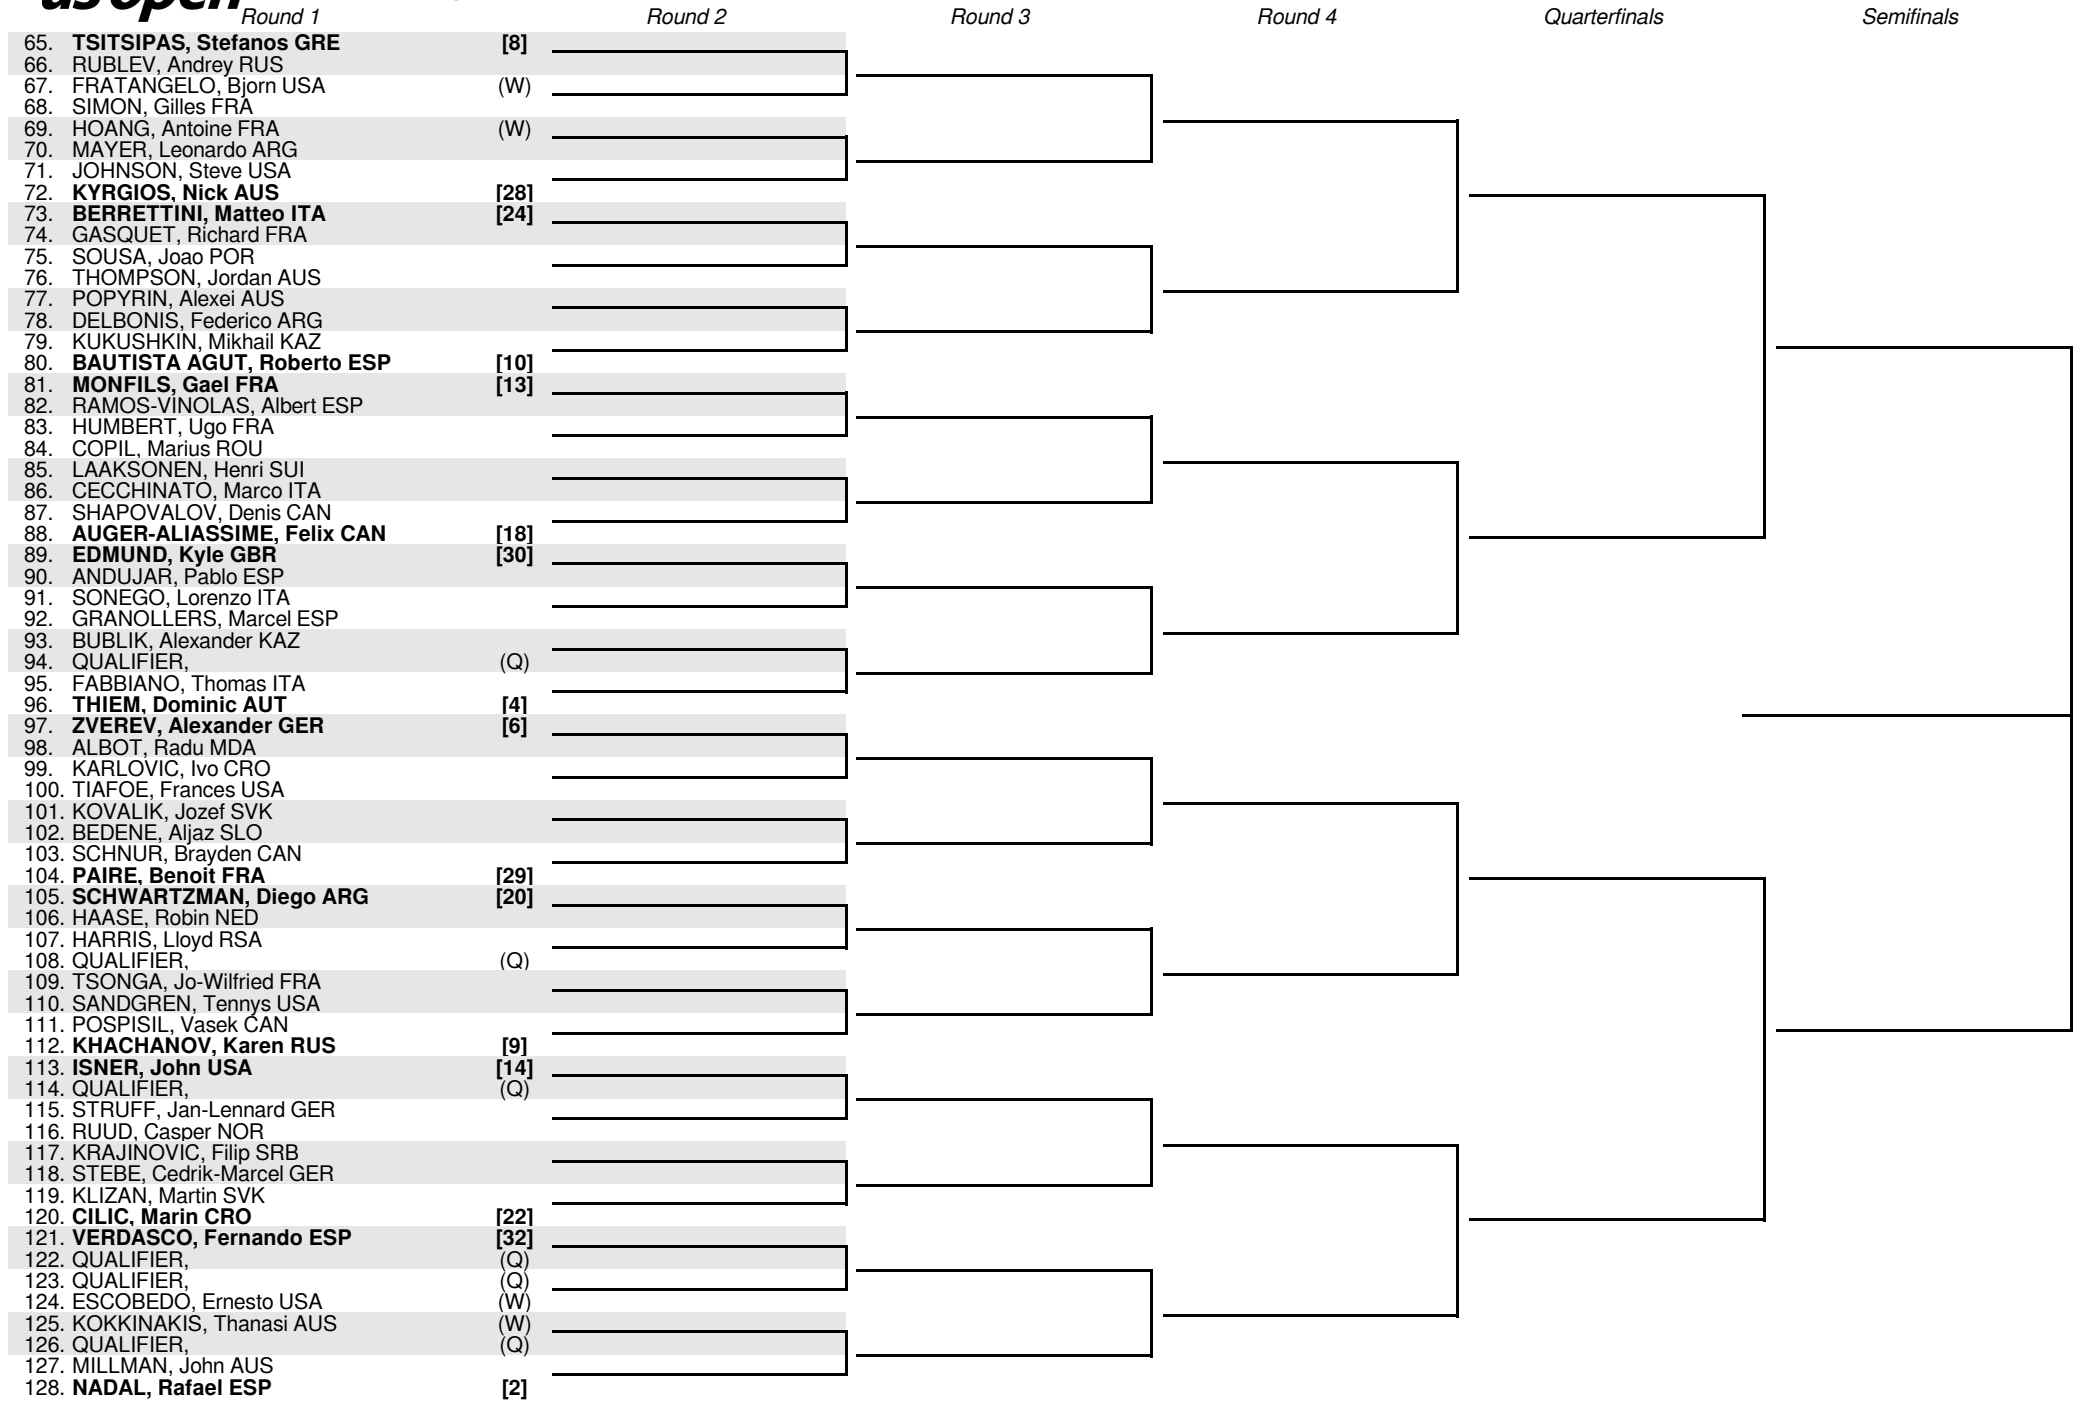 us open
Round 1 Round 2 Round 3 Round 4 Quarterfinals Semifinals
65. TSITSIPAS, Stefanos GRE [8]
66. RUBLEV, Andrey RUS
67. FRATANGELO, Bjorn USA (W)
68. SIMON, Gilles FRA
69. HOANG, Antoine FRA (W)
70. MAYER, Leonardo ARG
71. JOHNSON, Steve USA
72. KYRGIOS, Nick AUS [28]
73. BERRETTINI, Matteo ITA [24]
74. GASQUET, Richard FRA
75. SOUSA, Joao POR
76. THOMPSON, Jordan AUS
77. POPYRIN, Alexei AUS
78. DELBONIS, Federico ARG
79. KUKUSHKIN, Mikhail KAZ
80. BAUTISTA AGUT, Roberto ESP [10]
81. MONFILS, Gael FRA [13]
82. RAMOS-VINOLAS, Albert ESP
83. HUMBERT, Ugo FRA
84. COPIL, Marius ROU
85. LAAKSONEN, Henri SUI
86. CECCHINATO, Marco ITA
87. SHAPOVALOV, Denis CAN
88. AUGER-ALIASSIME, Felix CAN [18]
89. EDMUND, Kyle GBR [30]
90. ANDUJAR, Pablo ESP
91. SONEGO, Lorenzo ITA
92. GRANOLLERS, Marcel ESP
93. BUBLIK, Alexander KAZ
94. QUALIFIER, (Q)
95. FABBIANO, Thomas ITA
96. THIEM, Dominic AUT [4]
97. ZVEREV, Alexander GER [6]
98. ALBOT, Radu MDA
99. KARLOVIC, Ivo CRO
100. TIAFOE, Frances USA
101. KOVALIK, Jozef SVK
102. BEDENE, Aljaz SLO
103. SCHNUR, Brayden CAN
104. PAIRE, Benoit FRA [29]
105. SCHWARTZMAN, Diego ARG [20]
106. HAASE, Robin NED
107. HARRIS, Lloyd RSA
108. QUALIFIER, (Q)
109. TSONGA, Jo-Wilfried FRA
110. SANDGREN, Tennys USA
111. POSPISIL, Vasek CAN
112. KHACHANOV, Karen RUS [9]
113. ISNER, John USA [14]
114. QUALIFIER, (Q)
115. STRUFF, Jan-Lennard GER
116. RUUD, Casper NOR
117. KRAJINOVIC, Filip SRB
118. STEBE, Cedrik-Marcel GER
119. KLIZAN, Martin SVK
120. CILIC, Marin CRO [22]
121. VERDASCO, Fernando ESP [32]
122. QUALIFIER, (Q)
123. QUALIFIER, (Q)
124. ESCOBEDO, Ernesto USA (W)
125. KOKKINAKIS, Thanasi AUS (W)
126. QUALIFIER, (Q)
127. MILLMAN, John AUS
128. NADAL, Rafael ESP [2]